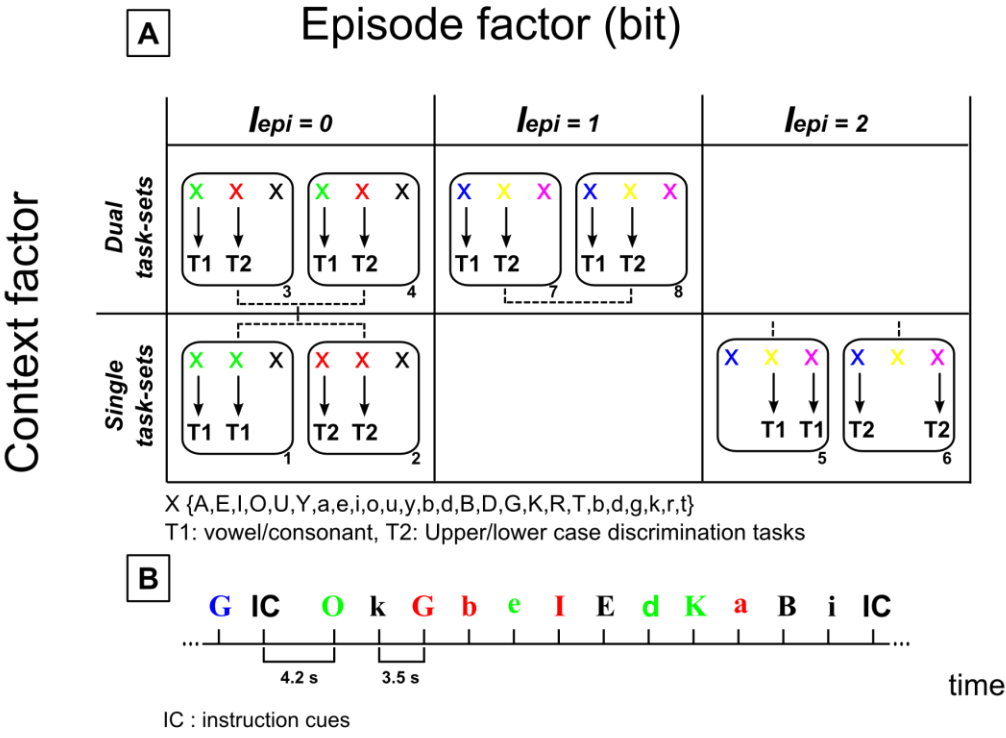 A Episode factor (bit)
Iepi = 0 Iepi = 1 Iepi = 2
Context factor
Dual
task-sets
X X X X X X X X X X X X
T1 T2 T1 T2 T1 T2 T1 T2
3 4 7 8
Single
task-sets
X X X X X X X X X X X X
T1 T1 T2 T2 T1 T1 T2 T2
1 2 5 6
X {A,E,I,O,U,Y,a,e,i,o,u,y,b,d,B,D,G,K,R,T,b,d,g,k,r,t}
T1: vowel/consonant, T2: Upper/lower case discrimination tasks
B
G IC O k G b e I E d K a B i IC
... ...
4.2 s 3.5 s
time
IC : instruction cues